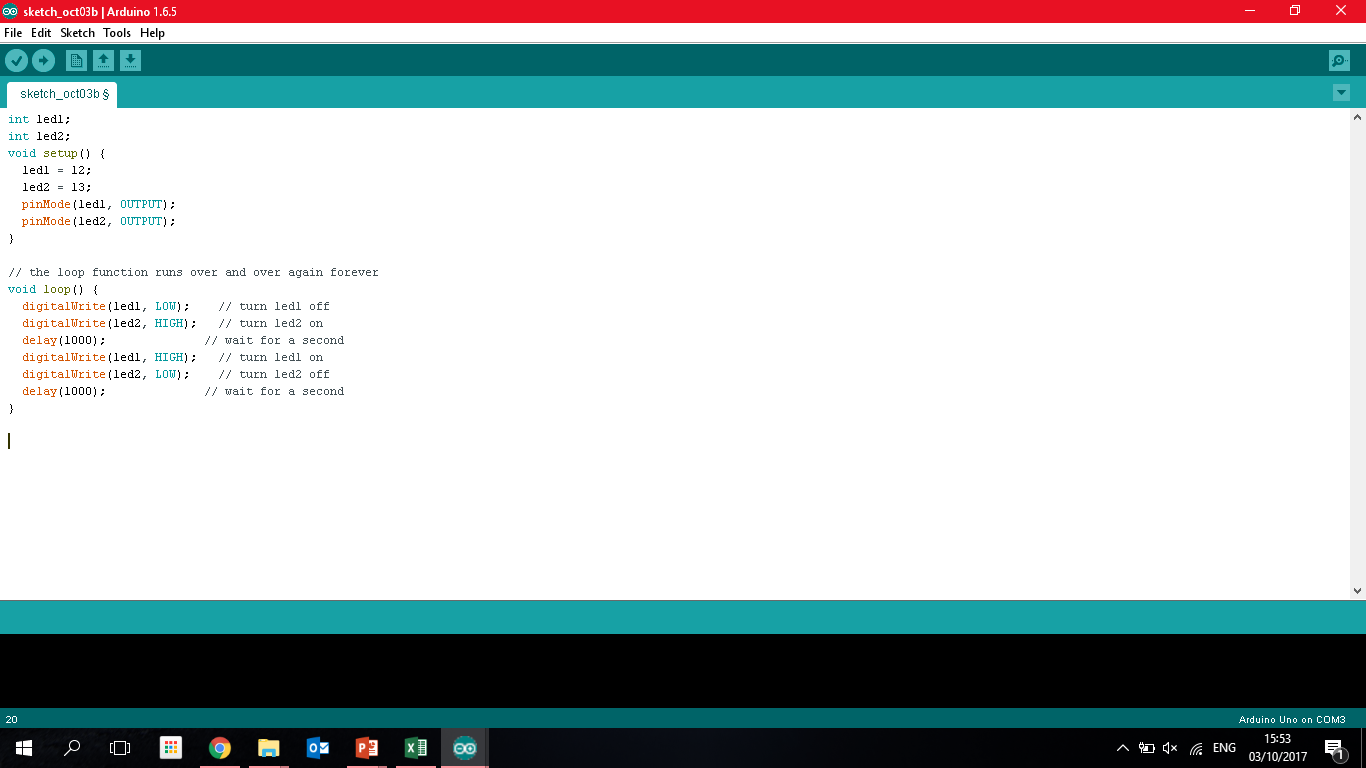 sketch_oct03b | Arduino 1.6.5
File Edit Sketch Tools Help
sketch_oct03b §
int led1;
int led2;
void setup() {
  led1 = 12;
  led2 = 13;
  pinMode(led1, OUTPUT);
  pinMode(led2, OUTPUT);
}

// the loop function runs over and over again forever
void loop() {
  digitalWrite(led1, LOW);    // turn led1 off
  digitalWrite(led2, HIGH);   // turn led2 on
  delay(1000);              // wait for a second
  digitalWrite(led1, HIGH);   // turn led1 on
  digitalWrite(led2, LOW);    // turn led2 off
  delay(1000);              // wait for a second
}
20
Arduino Uno on COM3
ENG
15:53
03/10/2017
1